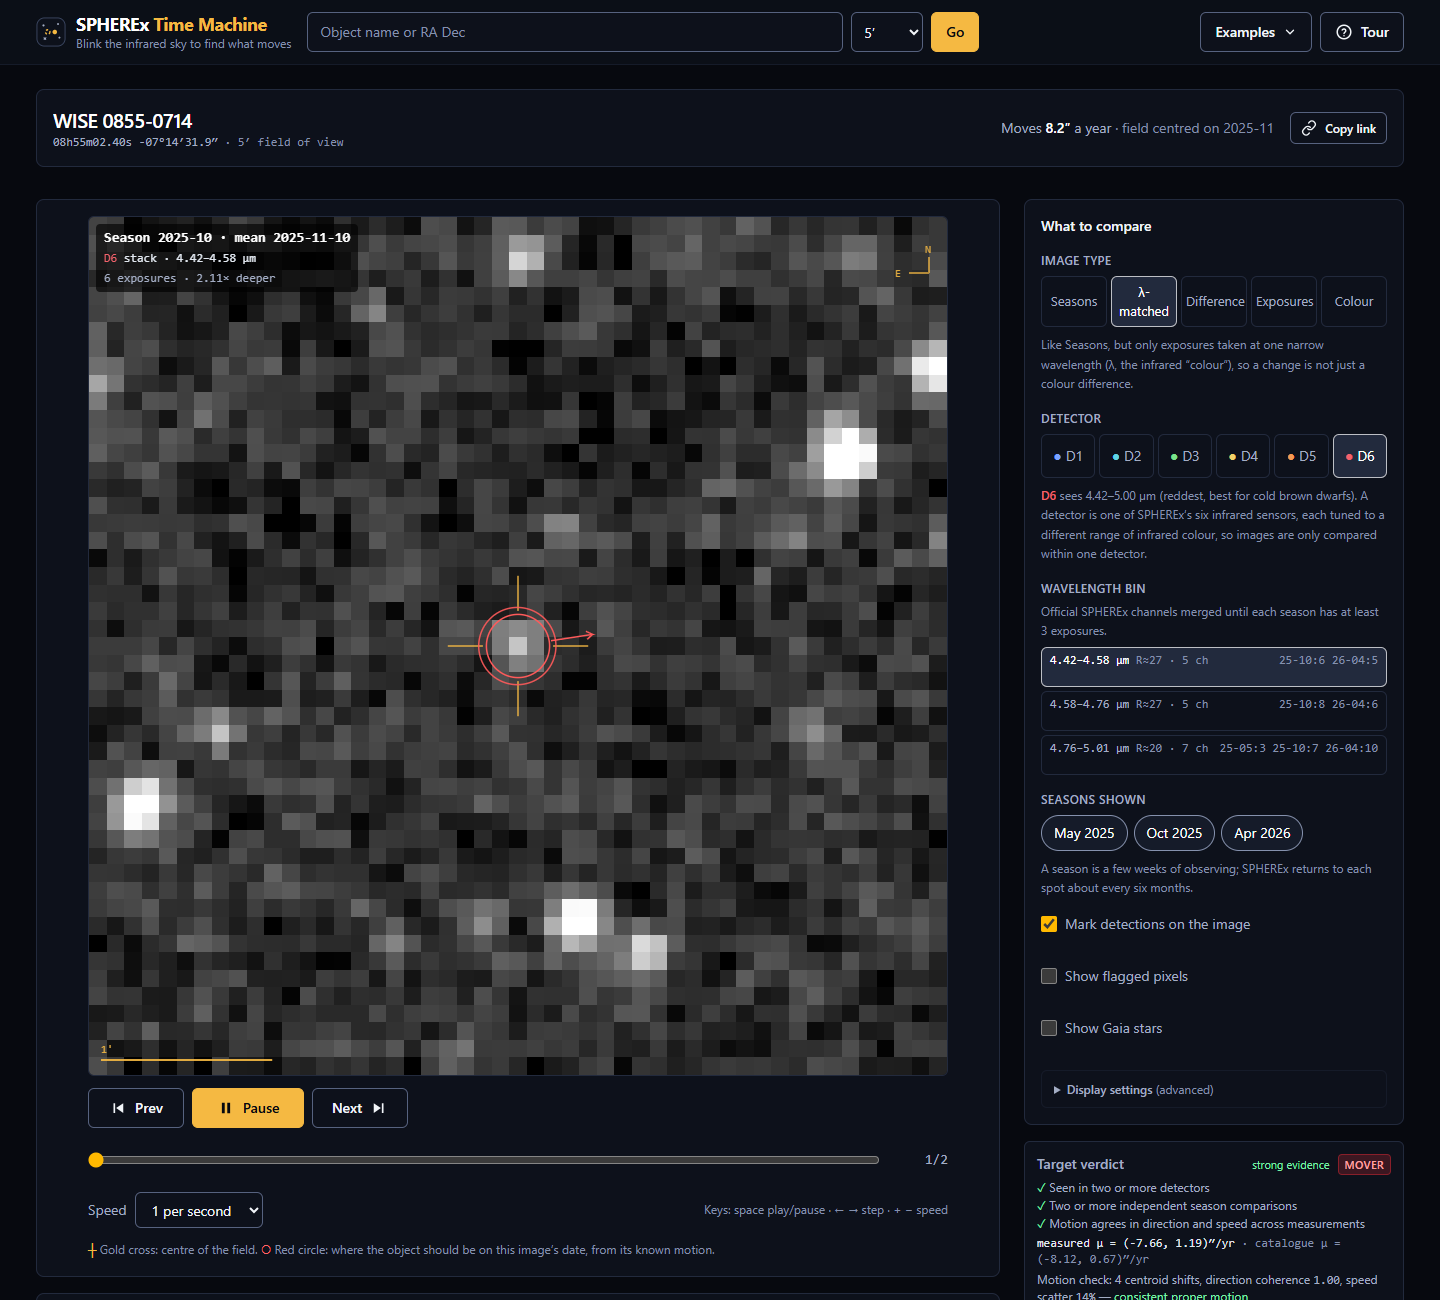 SPHEREx Time Machine
Blink the infrared sky to find what moves
Object name or RA Dec
5′
Go
Examples
Tour
WISE 0855-0714
08h55m02.40s -07°14′31.9″ · 5′ field of view
Moves 8.2″ a year · field centred on 2025-11
Copy link
Season 2025-10 · mean 2025-11-10
D6 stack · 4.42–4.58 µm
6 exposures · 2.11× deeper
N
E
1′
Prev
Pause
Next
1/2
Speed
1 per second
Keys: space play/pause · ← → step · + − speed
Gold cross: centre of the field. Red circle: where the object should be on this image's date, from its known motion.
What to compare
IMAGE TYPE
Seasons
λ-
matched
Difference
Exposures
Colour
Like Seasons, but only exposures taken at one narrow
wavelength (λ, the infrared “colour”), so a change is not just a
colour difference.
DETECTOR
D1
D2
D3
D4
D5
D6
D6 sees 4.42–5.00 µm (reddest, best for cold brown dwarfs). A
detector is one of SPHEREx's six infrared sensors, each tuned to a
different range of infrared colour, so images are only compared
within one detector.
WAVELENGTH BIN
Official SPHEREx channels merged until each season has at least
3 exposures.
4.42–4.58 µm R≈27 · 5 ch 25-10:6 26-04:5
4.58–4.76 µm R≈27 · 5 ch 25-10:8 26-04:6
4.76–5.01 µm R≈20 · 7 ch 25-05:3 25-10:7 26-04:10
SEASONS SHOWN
May 2025
Oct 2025
Apr 2026
A season is a few weeks of observing; SPHEREx returns to each
spot about every six months.
Mark detections on the image
Show flagged pixels
Show Gaia stars
Display settings (advanced)
Target verdict
strong evidence
MOVER
✓ Seen in two or more detectors
✓ Two or more independent season comparisons
✓ Motion agrees in direction and speed across measurements
measured µ = (-7.66, 1.19)″/yr · catalogue µ =
(-8.12, 0.67)″/yr
Motion check: 4 centroid shifts, direction coherence 1.00, speed
scatter 14% — consistent proper motion